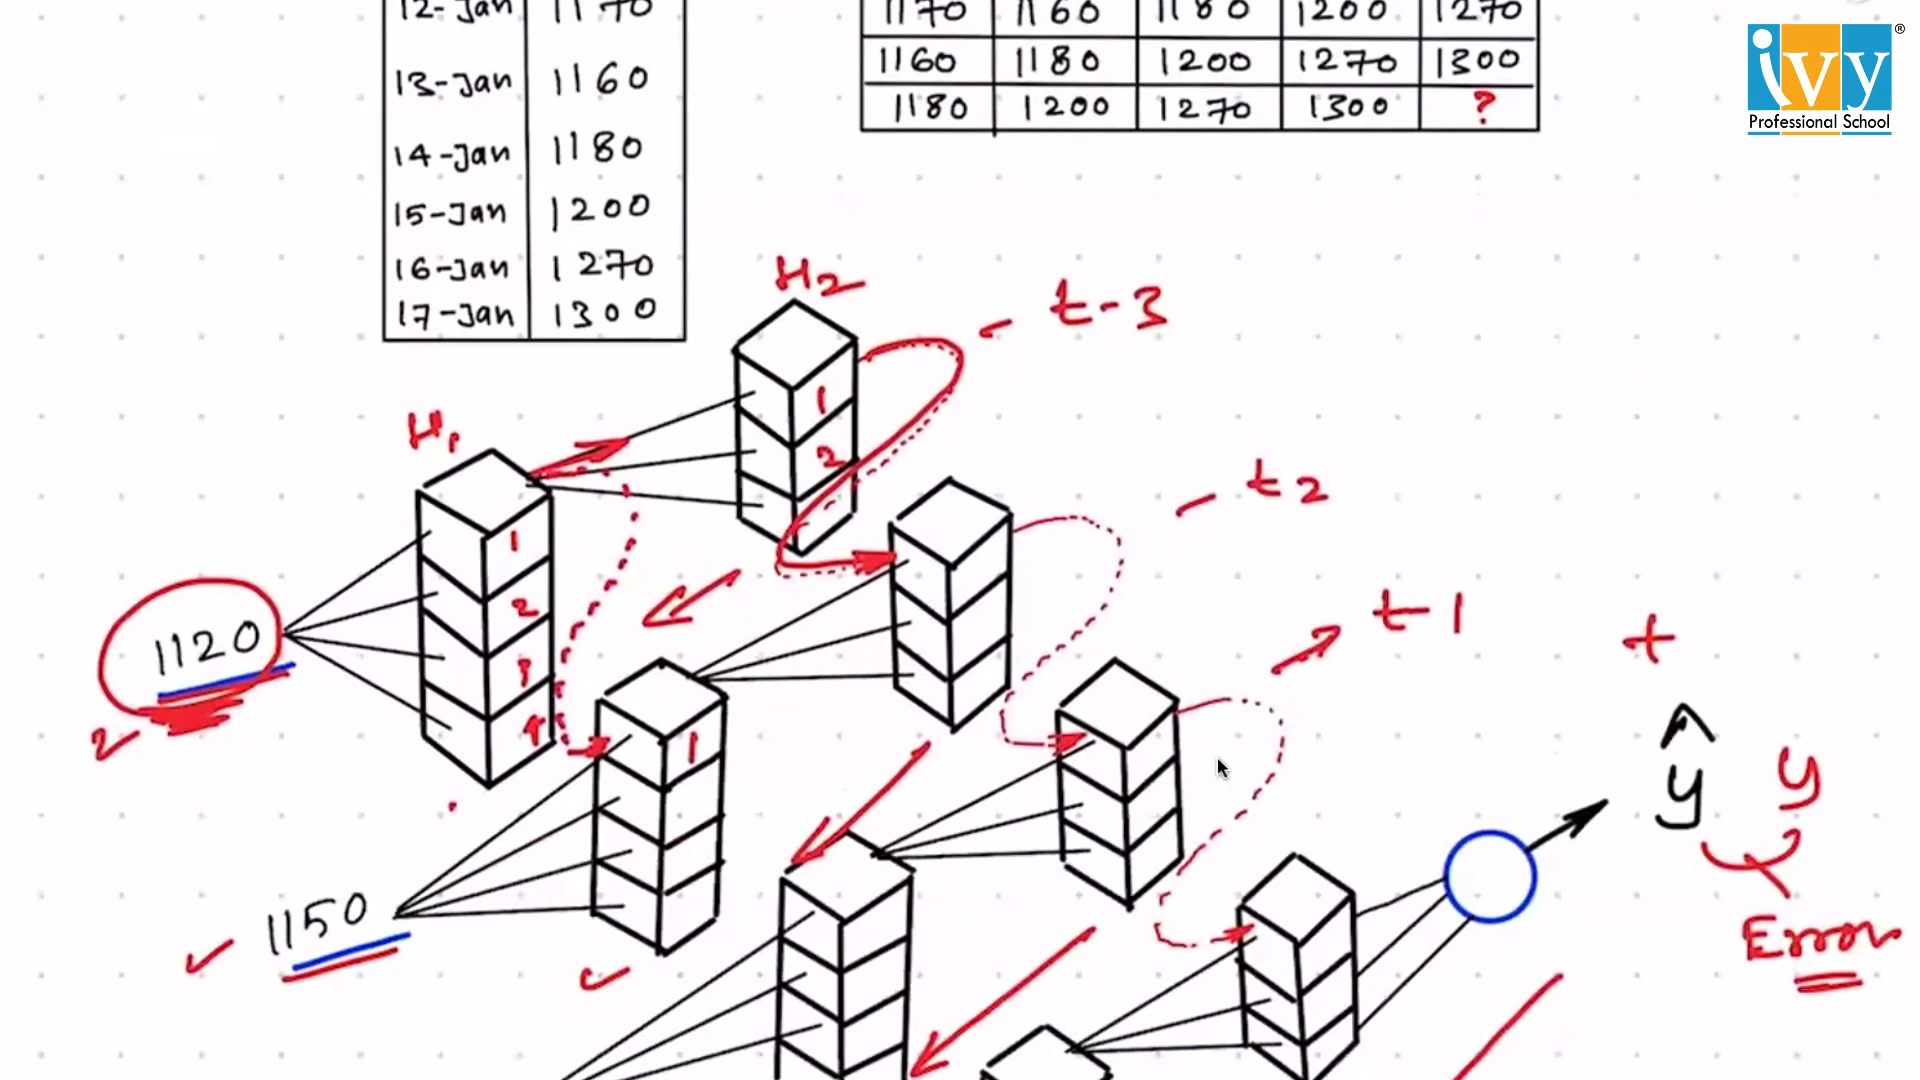 12-Jan 1170
13-Jan 1160
14-Jan 1180
15-Jan 1200
16-Jan 1270
17-Jan 1300
1170 1160 1180 1200 1270
1160 1180 1200 1270 1300
1180 1200 1270 1300 ?
ivy®
Professional School
H2
t-3
1
2
H1
1
2
3
4
t2
1120
2
t-1
t
1
ŷ y
1150
Error